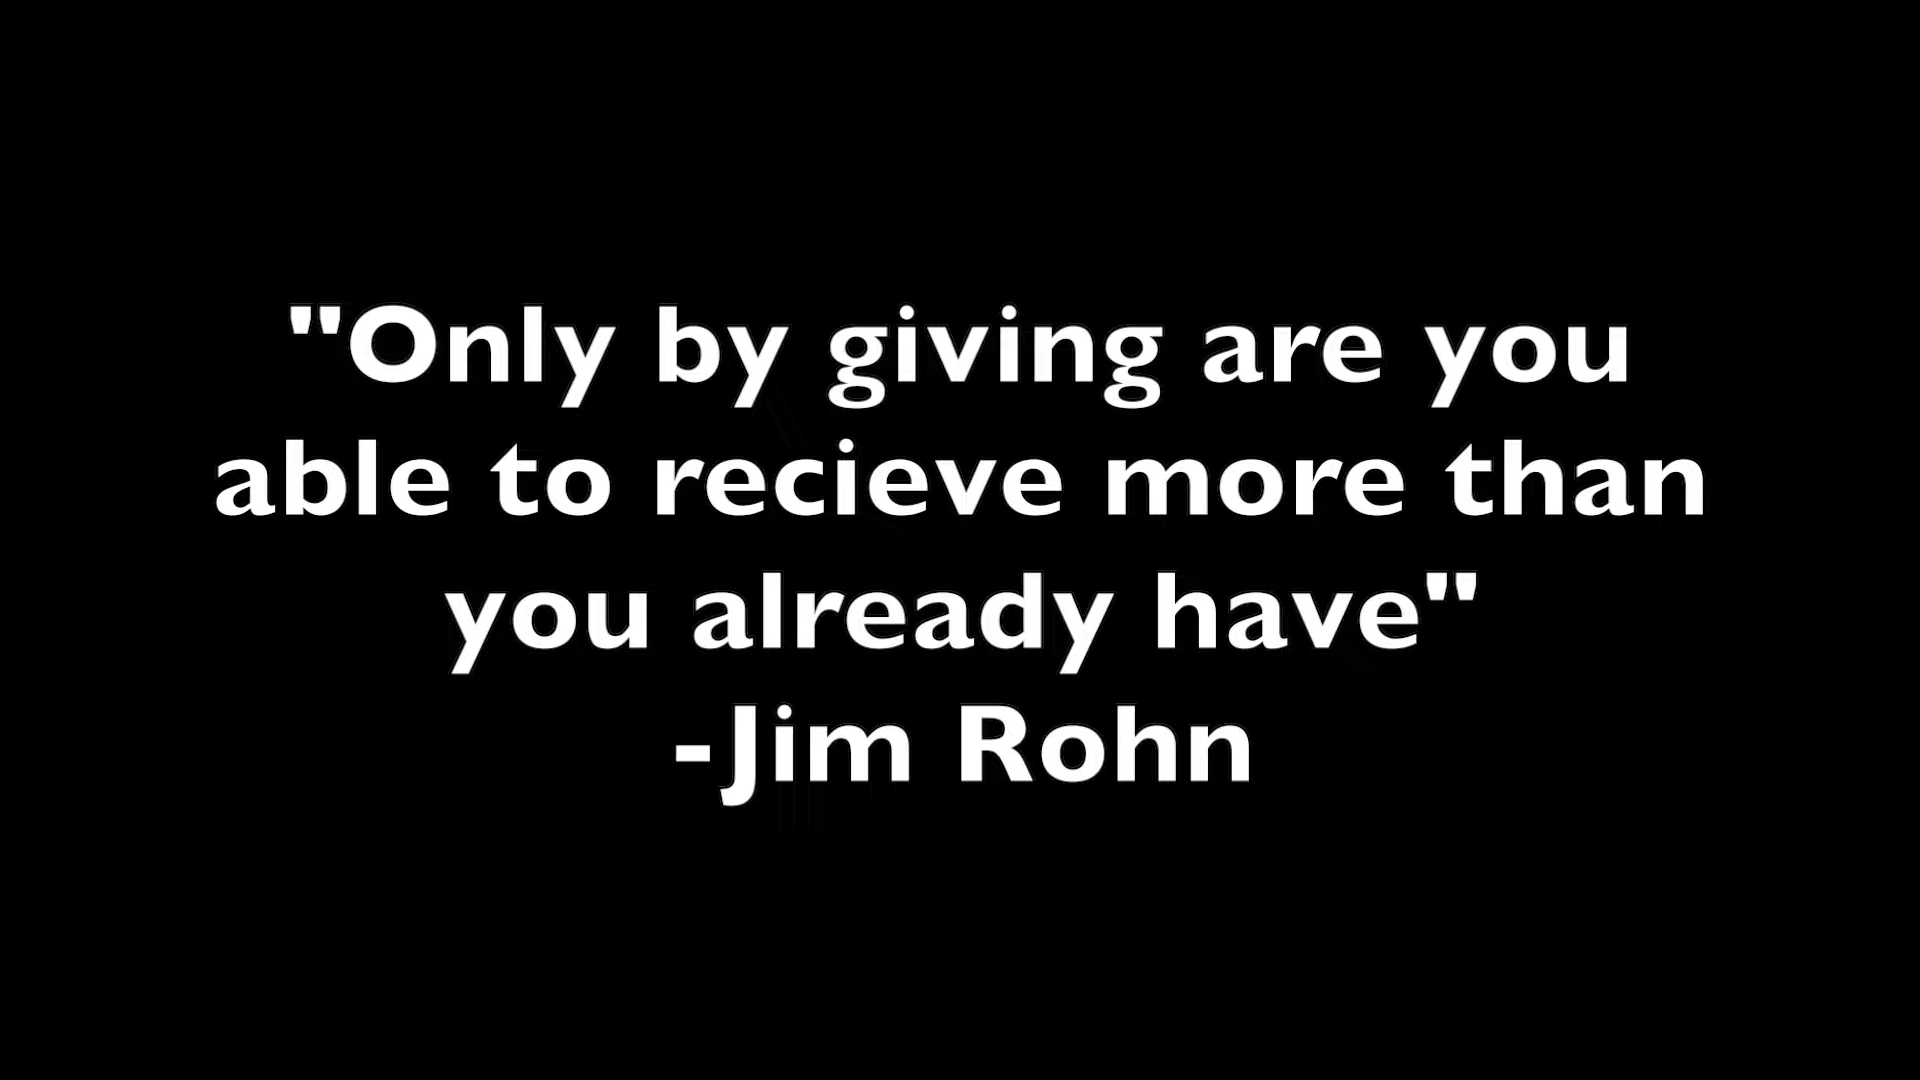 "Only by giving are you
able to recieve more than
you already have"
-Jim Rohn